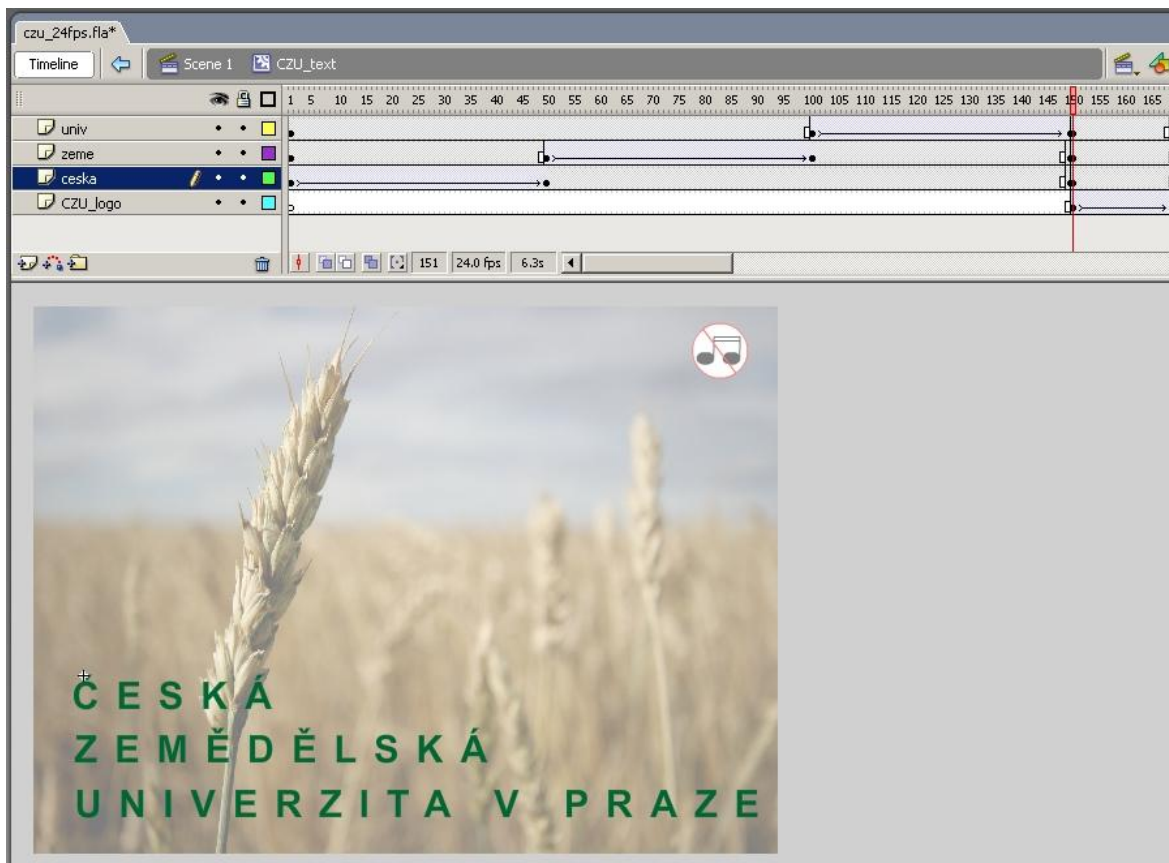 czu_24fps.fla*
Timeline Scene 1 CZU_text
1 5 10 15 20 25 30 35 40 45 50 55 60 65 70 75 80 85 90 95 100 105 110 115 120 125 130 135 140 145 150 155 160 165
univ
zeme
ceska
CZU_logo
151 24.0 fps 6.3s
ČESKÁ
ZEMĚDĚLSKÁ
UNIVERZITA V PRAZE